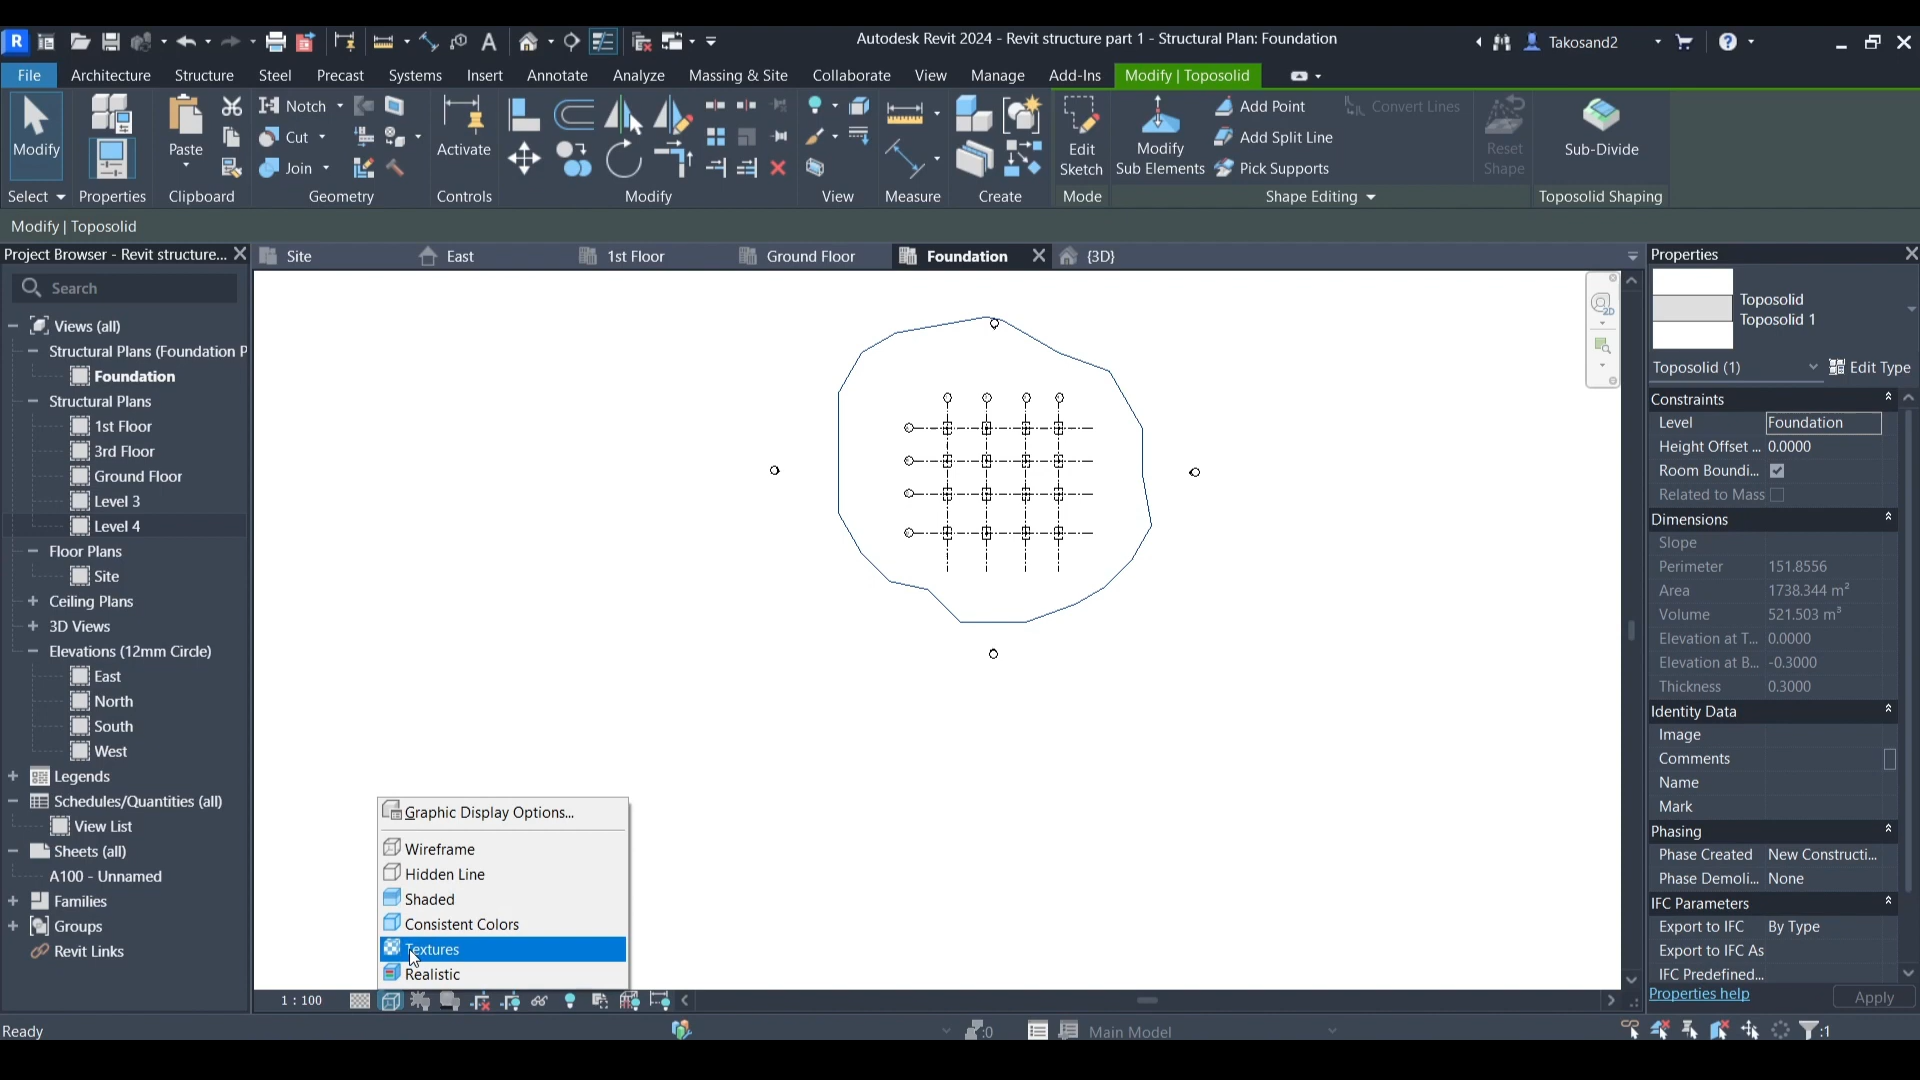 R
A
Autodesk Revit 2024 - Revit structure part 1 - Structural Plan: Foundation
Takosand2
?
File
Architecture
Structure
Steel
Precast
Systems
Insert
Annotate
Analyze
Massing & Site
Collaborate
View
Manage
Add-Ins
Modify | Toposolid
Modify
Paste
Notch
Cut
Join
Activate
Edit Sketch
Modify Sub Elements
Add Point
Add Split Line
Pick Supports
Convert Lines
Reset Shape
Sub-Divide
Select
Properties
Clipboard
Geometry
Controls
Modify
View
Measure
Create
Mode
Shape Editing
Toposolid Shaping
Modify | Toposolid
Project Browser - Revit structure...
Search
Views (all)
Structural Plans (Foundation P
Foundation
Structural Plans
1st Floor
3rd Floor
Ground Floor
Level 3
Level 4
Floor Plans
Site
Ceiling Plans
3D Views
Elevations (12mm Circle)
East
North
South
West
Legends
Schedules/Quantities (all)
View List
Sheets (all)
A100 - Unnamed
Families
Groups
Revit Links
Site
East
1st Floor
Ground Floor
Foundation
{3D}
2D
Graphic Display Options...
Wireframe
Hidden Line
Shaded
Consistent Colors
Textures
Realistic
1 : 100
Properties
Toposolid
Toposolid 1
Toposolid (1)
Edit Type
Constraints
Level Foundation
Height Offset ... 0.0000
Room Boundi...
Related to Mass
Dimensions
Slope
Perimeter 151.8556
Area 1738.344 m²
Volume 521.503 m³
Elevation at T... 0.0000
Elevation at B... -0.3000
Thickness 0.3000
Identity Data
Image
Comments
Name
Mark
Phasing
Phase Created New Constructi...
Phase Demoli... None
IFC Parameters
Export to IFC By Type
Export to IFC As
IFC Predefined...
Properties help
Apply
Ready
:0
Main Model
:1